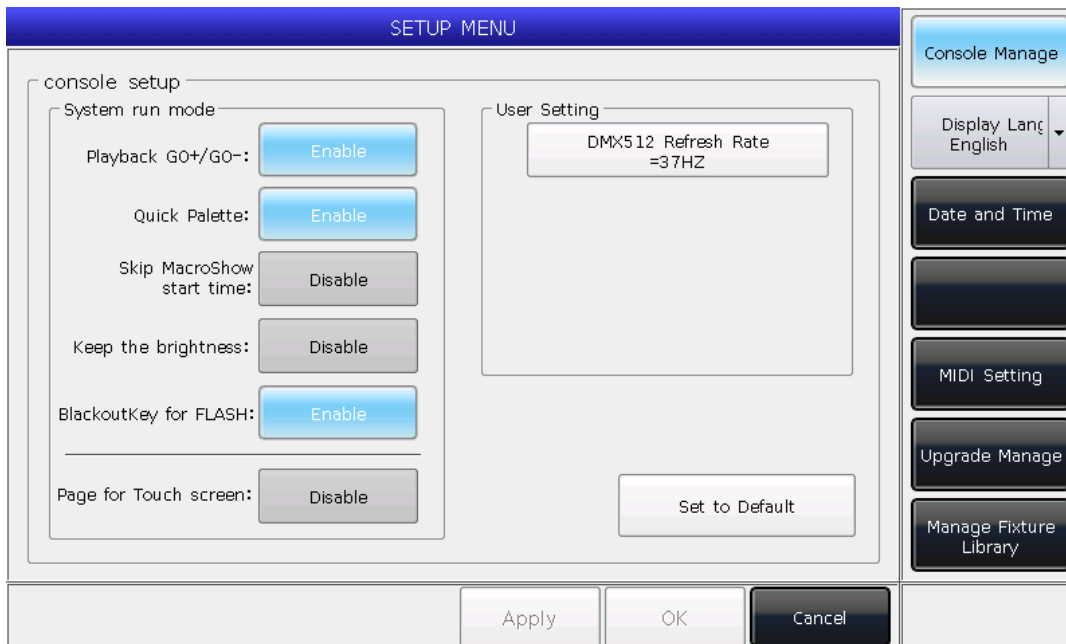 SETUP MENU
console setup
System run mode
Playback GO+/GO-:
Enable
Quick Palette:
Enable
Skip MacroShow
start time:
Disable
Keep the brightness:
Disable
BlackoutKey for FLASH:
Enable
Page for Touch screen:
Disable
User Setting
DMX512 Refresh Rate
=37HZ
Set to Default
Apply
OK
Cancel
Console Manage
Display Lang
English
Date and Time
MIDI Setting
Upgrade Manage
Manage Fixture
Library